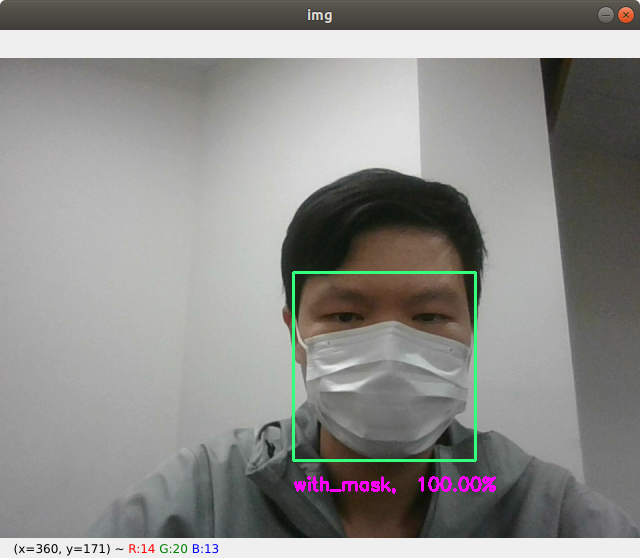 img
with_mask, 100.00%
(x=360, y=171) ~ R:14 G:20 B:13